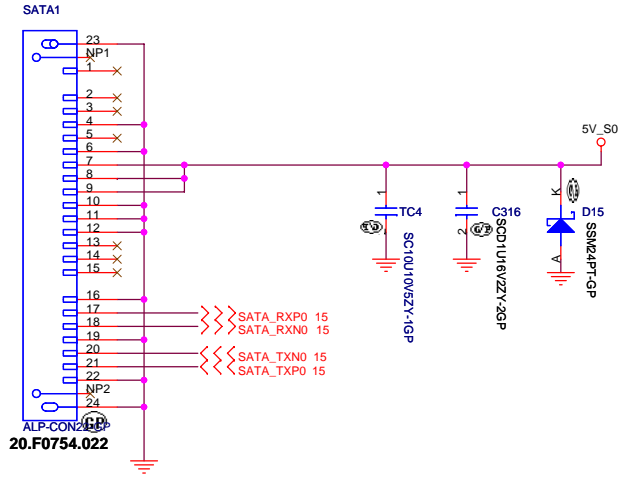 SATA1
23
NP1
1
2
3
4
5
6
7
8
9
10
11
12
13
14
15
16
17
18
19
20
21
22
NP2
24
SATA_RXP0 15
SATA_RXN0 15
SATA_TXN0 15
SATA_TXP0 15
ALP-CON22-GP
GP
20.F0754.022
5V_S0
1
TC4
SC10U10V5ZY-1GP
1
C316
2
SCD1U16V2ZY-2GP
K
D15
A
SSM24PT-GP